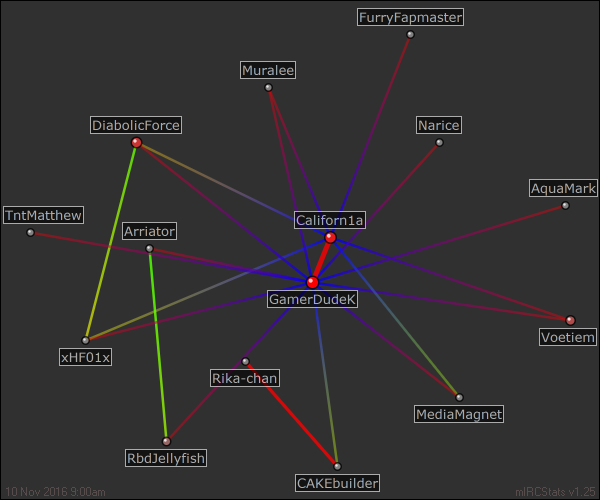 FurryFapmaster
Muralee
DiabolicForce
Narice
AquaMark
TntMatthew
Californ1a
Arriator
GamerDudeK
Voetiem
xHF01x
Rika-chan
MediaMagnet
RbdJellyfish
CAKEbuilder
10 Nov 2016 9:00am
mIRCStats v1.25